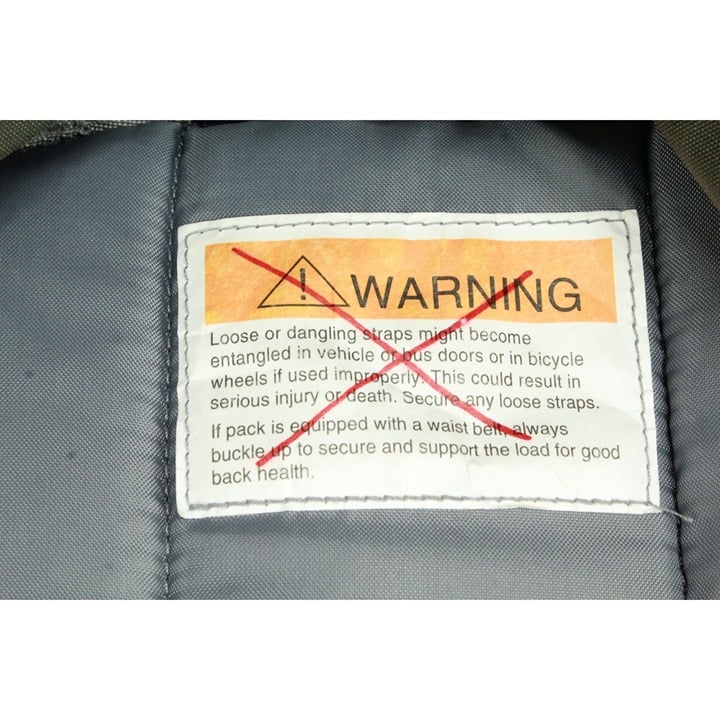 WARNING
Loose or dangling straps might become
entangled in vehicle or bus doors or in bicycle
wheels if used improperly. This could result in
serious injury or death. Secure any loose straps.
If pack is equipped with a waist belt, always
buckle up to secure and support the load for good
back health.